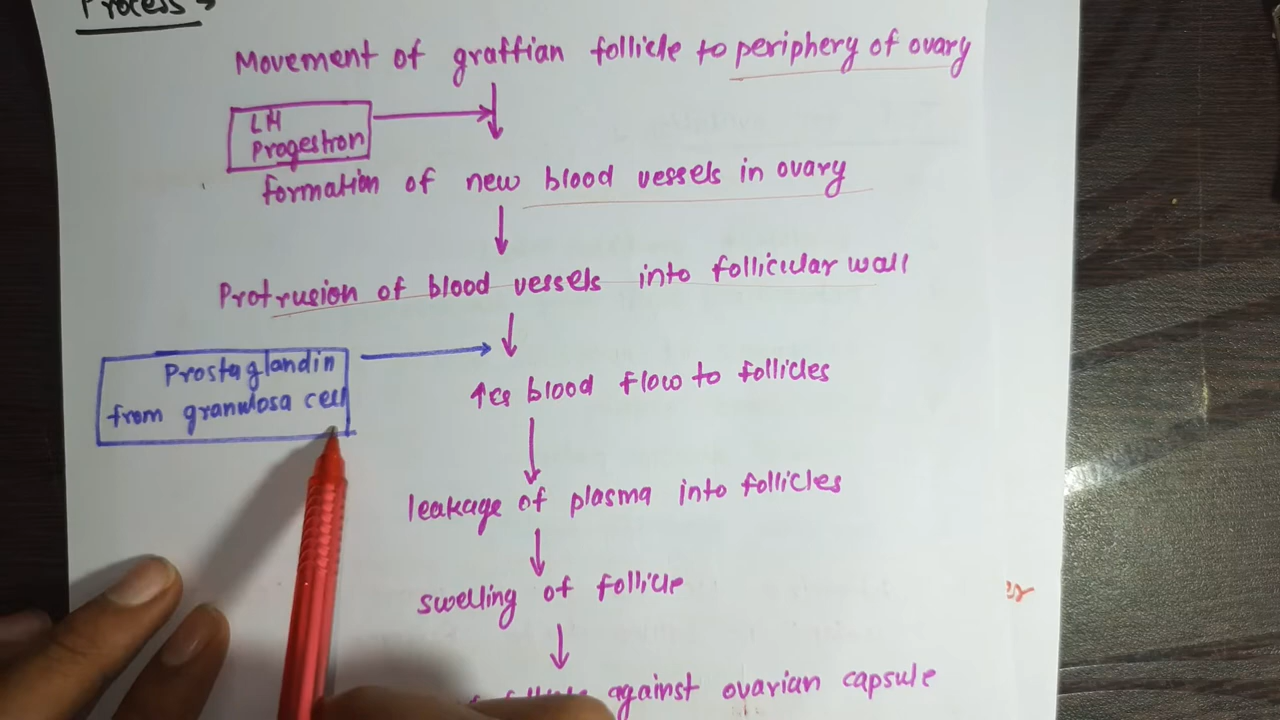 Process →
Movement of graffian follicle to periphery of ovary
LH
Progestron
formation of new blood vessels in ovary
Protrusion of blood vessels into follicular wall
Prostaglandin
from granulosa cell
↑es blood flow to follicles
leakage of plasma into follicles
swelling of follicle
against ovarian capsule